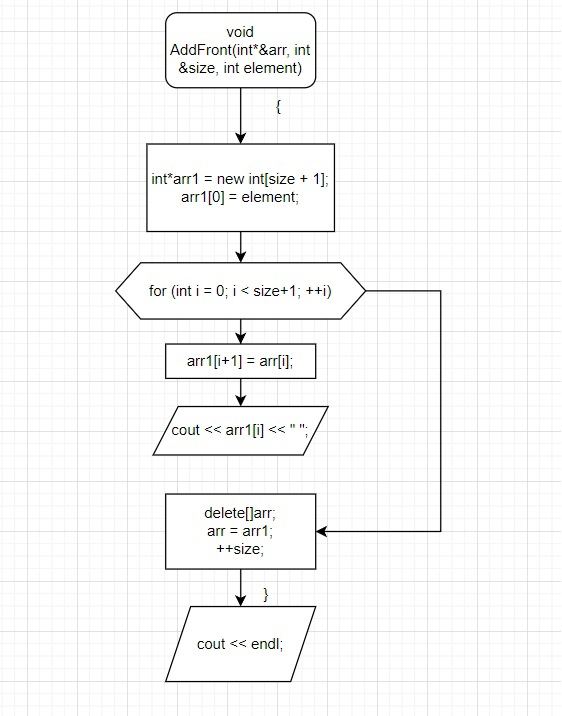 void
AddFront(int*&arr, int
&size, int element)
{
int*arr1 = new int[size + 1];
arr1[0] = element;
for (int i = 0; i < size+1; ++i)
arr1[i+1] = arr[i];
cout << arr1[i] << " ";
delete[]arr;
arr = arr1;
++size;
}
cout << endl;